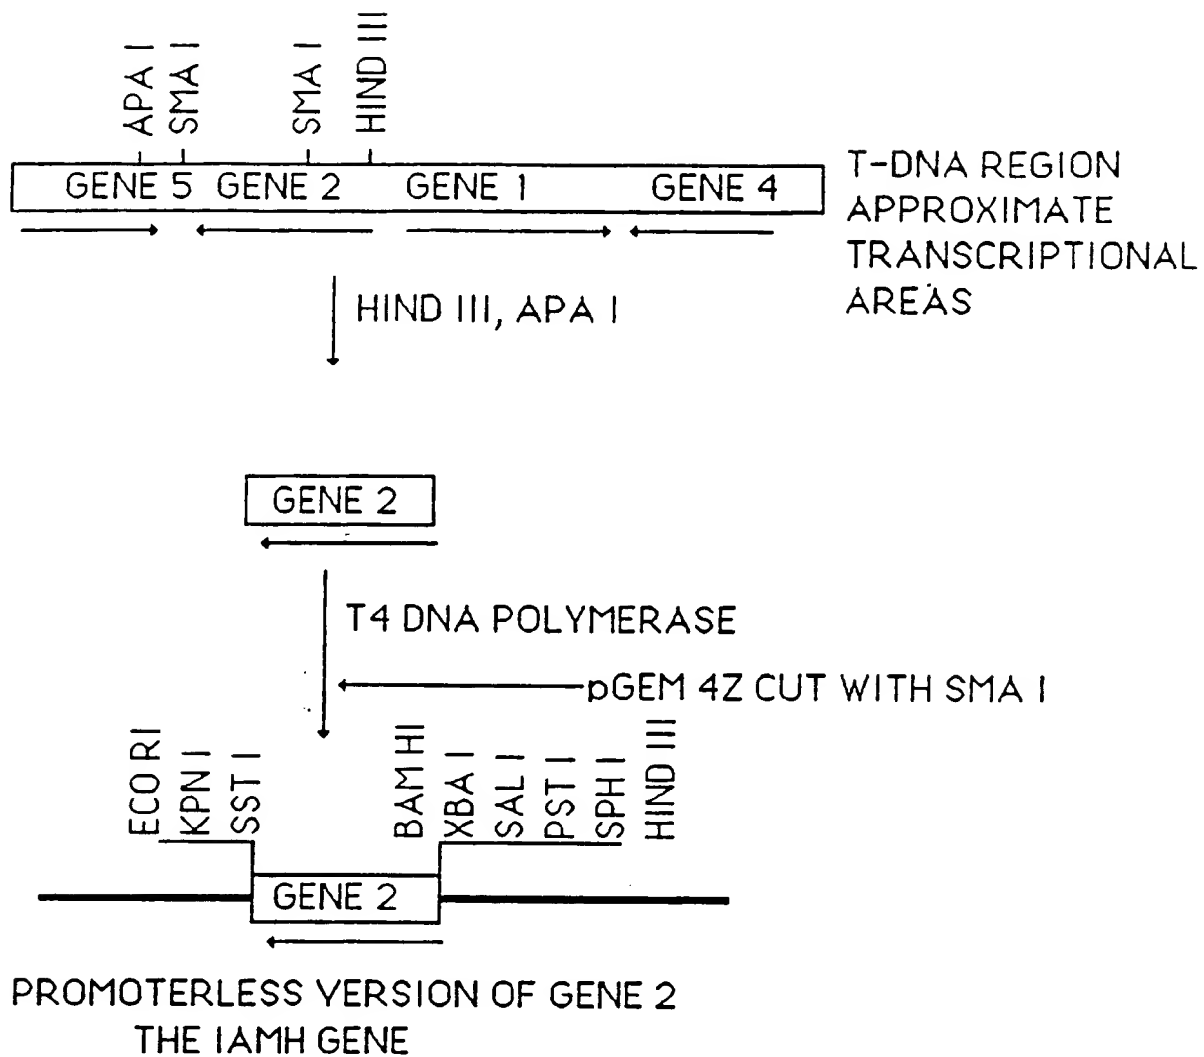 APA I
SMA I
SMA I
HIND III
GENE 5 GENE 2 GENE 1 GENE 4
T-DNA REGION
APPROXIMATE
TRANSCRIPTIONAL
AREAS
HIND III, APA I
GENE 2
T4 DNA POLYMERASE
pGEM 4Z CUT WITH SMA I
ECO RI
KPN I
SST I
BAM HI
XBA I
SAL I
PST I
SPH I
HIND III
GENE 2
PROMOTERLESS VERSION OF GENE 2
THE IAMH GENE